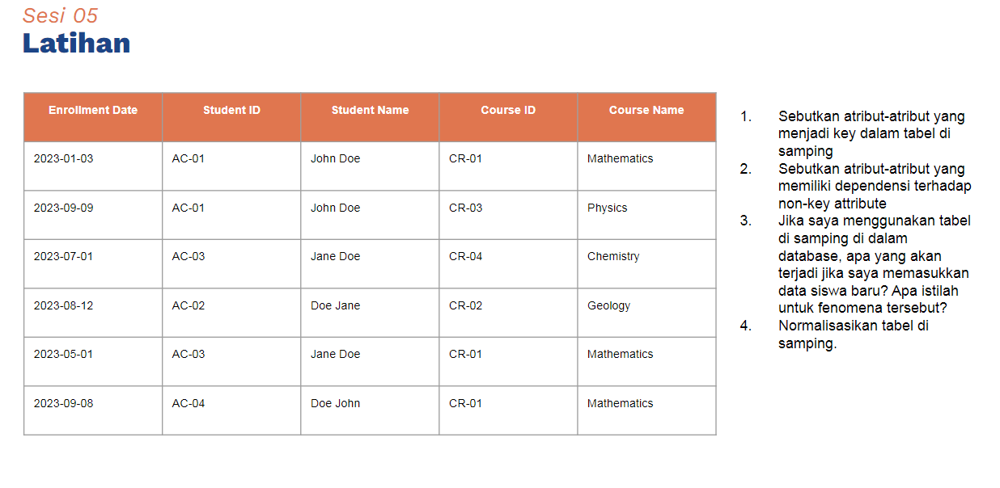 Sesi 05
Latihan
Enrollment Date Student ID Student Name Course ID Course Name
2023-01-03 AC-01 John Doe CR-01 Mathematics
2023-09-09 AC-01 John Doe CR-03 Physics
2023-07-01 AC-03 Jane Doe CR-04 Chemistry
2023-08-12 AC-02 Doe Jane CR-02 Geology
2023-05-01 AC-03 Jane Doe CR-01 Mathematics
2023-09-08 AC-04 Doe John CR-01 Mathematics
1. Sebutkan atribut-atribut yang
menjadi key dalam tabel di
samping
2. Sebutkan atribut-atribut yang
memiliki dependensi terhadap
non-key attribute
3. Jika saya menggunakan tabel
di samping di dalam
database, apa yang akan
terjadi jika saya memasukkan
data siswa baru? Apa istilah
untuk fenomena tersebut?
4. Normalisasikan tabel di
samping.